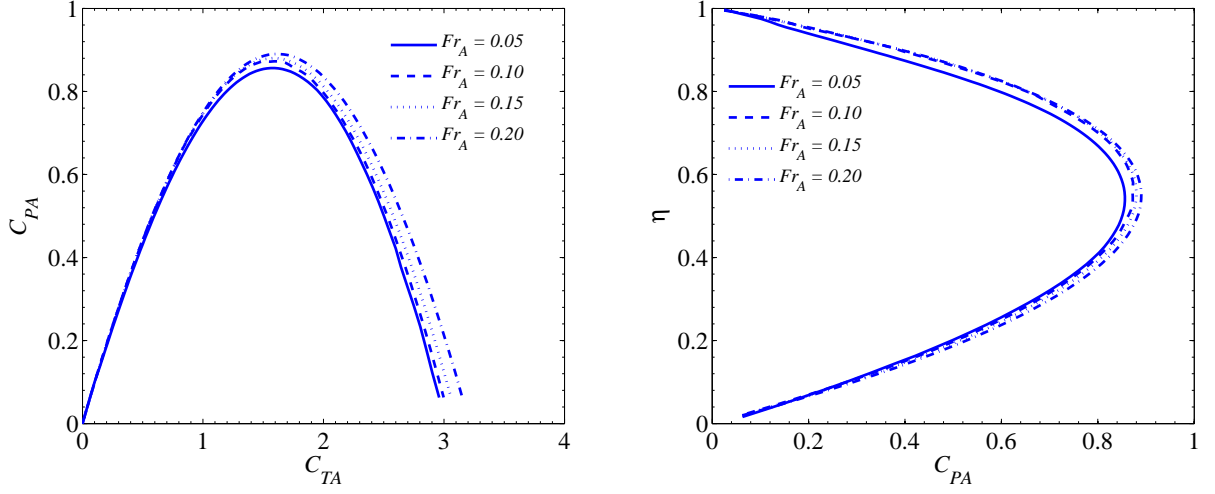 1
0.8
0.6
0.4
0.2
0
0
1
2
3
4
C_PA
C_TA
Fr_A = 0.05
Fr_A = 0.10
Fr_A = 0.15
Fr_A = 0.20
1
0.8
0.6
0.4
0.2
0
0
0.2
0.4
0.6
0.8
1
η
C_PA
Fr_A = 0.05
Fr_A = 0.10
Fr_A = 0.15
Fr_A = 0.20